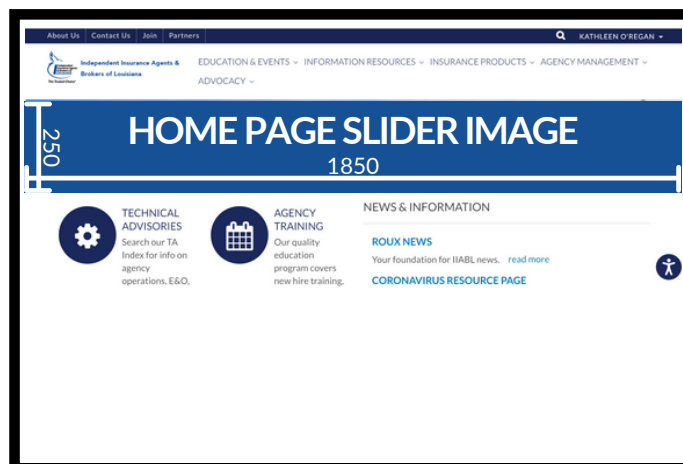 About Us Contact Us Join Partners KATHLEEN O'REGAN
Independent Insurance Agents &
Brokers of Louisiana
EDUCATION & EVENTS INFORMATION RESOURCES INSURANCE PRODUCTS AGENCY MANAGEMENT
ADVOCACY
HOME PAGE SLIDER IMAGE
250
1850
TECHNICAL
ADVISORIES
Search our TA
Index for info on
agency
operations, E&O,
AGENCY
TRAINING
Our quality
education
program covers
new hire training,
NEWS & INFORMATION
ROUX NEWS
Your foundation for IIABL news. read more
CORONAVIRUS RESOURCE PAGE